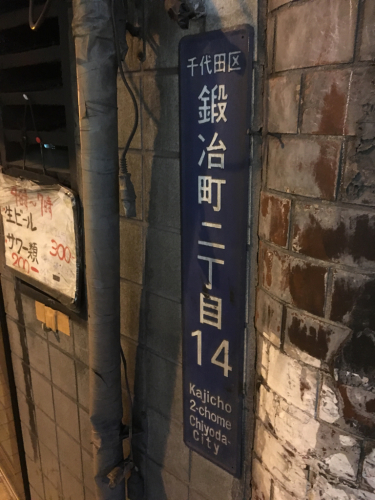 千代田区
鍛冶町二丁目
14
Kajicho
2-chome
Chiyoda
City
生ビール
300
サワー類
200-